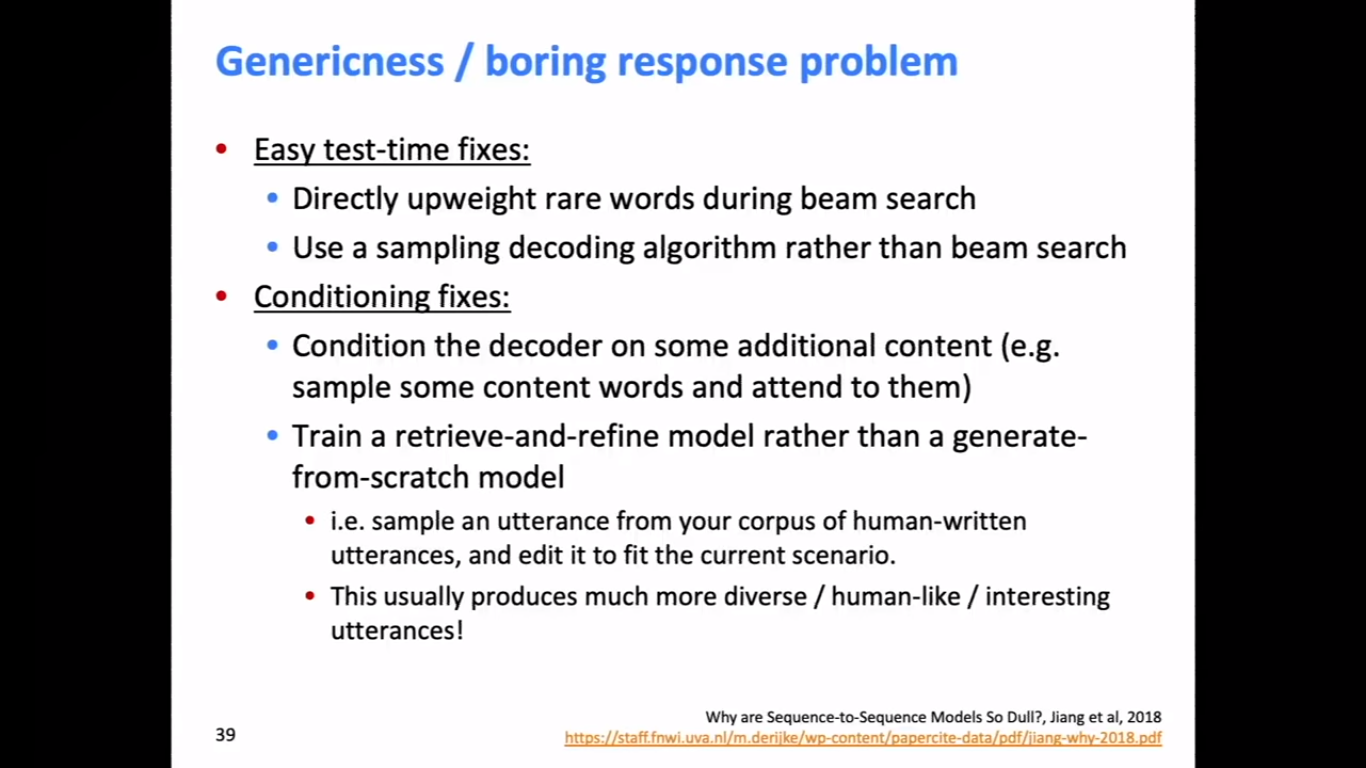 Genericness / boring response problem
• Easy test-time fixes:
• Directly upweight rare words during beam search
• Use a sampling decoding algorithm rather than beam search
• Conditioning fixes:
• Condition the decoder on some additional content (e.g.
sample some content words and attend to them)
• Train a retrieve-and-refine model rather than a generate-
from-scratch model
• i.e. sample an utterance from your corpus of human-written
utterances, and edit it to fit the current scenario.
• This usually produces much more diverse / human-like / interesting
utterances!
Why are Sequence-to-Sequence Models So Dull?, Jiang et al, 2018
39
https://staff.fnwi.uva.nl/m.derijke/wp-content/papercite-data/pdf/jiang-why-2018.pdf